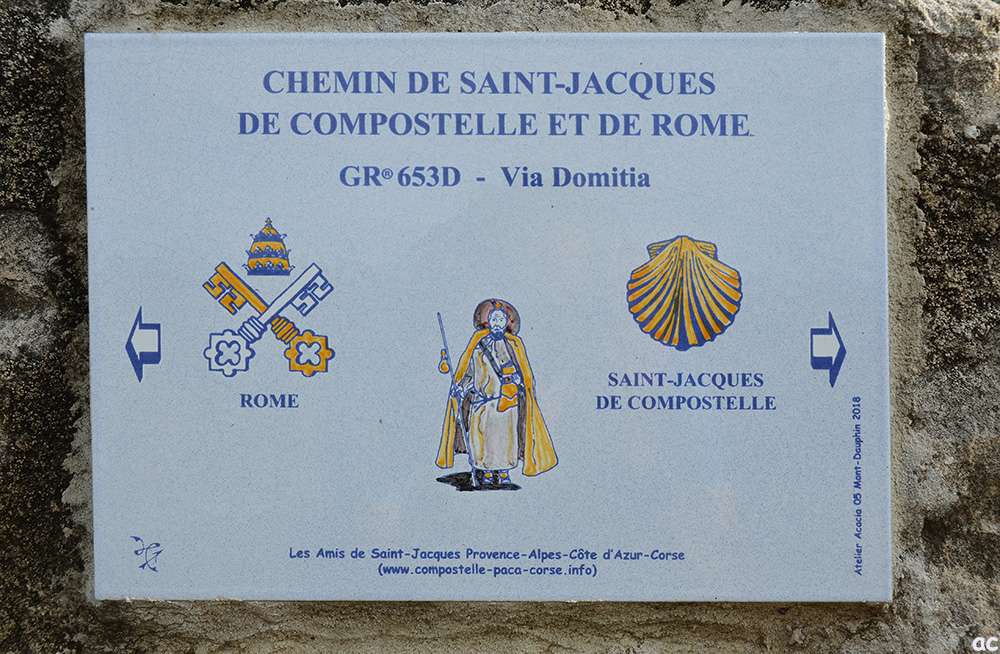 CHEMIN DE SAINT-JACQUES
DE COMPOSTELLE ET DE ROME
GR® 653D - Via Domitia
ROME
SAINT-JACQUES
DE COMPOSTELLE
Les Amis de Saint-Jacques Provence-Alpes-Côte d'Azur-Corse
(www.compostelle-paca-corse.info)
Atelier Acacia 05 Mont-Dauphin 2018
ac